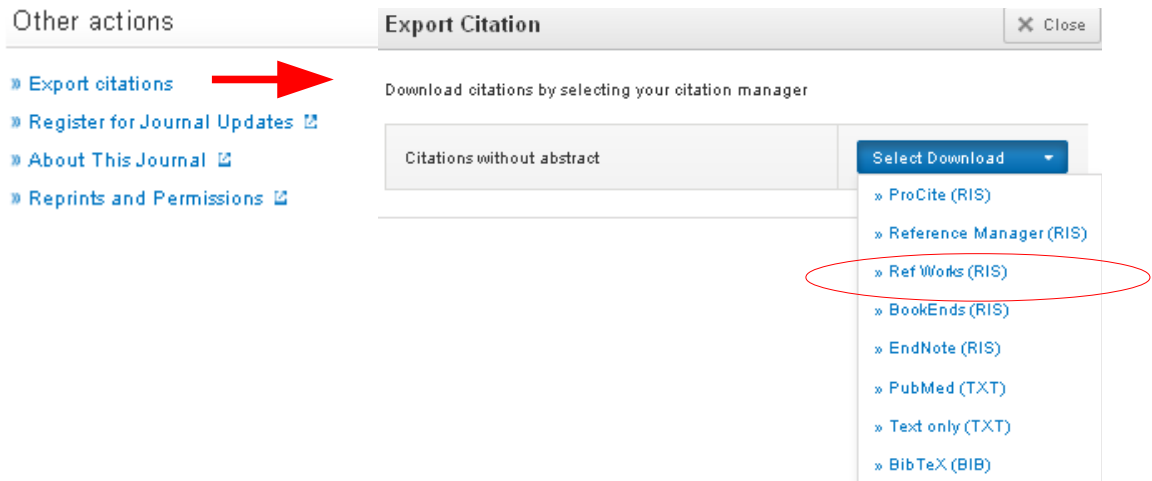 Other actions
» Export citations
» Register for Journal Updates
» About This Journal
» Reprints and Permissions
Export Citation
Close
Download citations by selecting your citation manager
Citations without abstract
Select Download
» ProCite (RIS)
» Reference Manager (RIS)
» Ref Works (RIS)
» BookEnds (RIS)
» EndNote (RIS)
» PubMed (TXT)
» Text only (TXT)
» BibTeX (BIB)